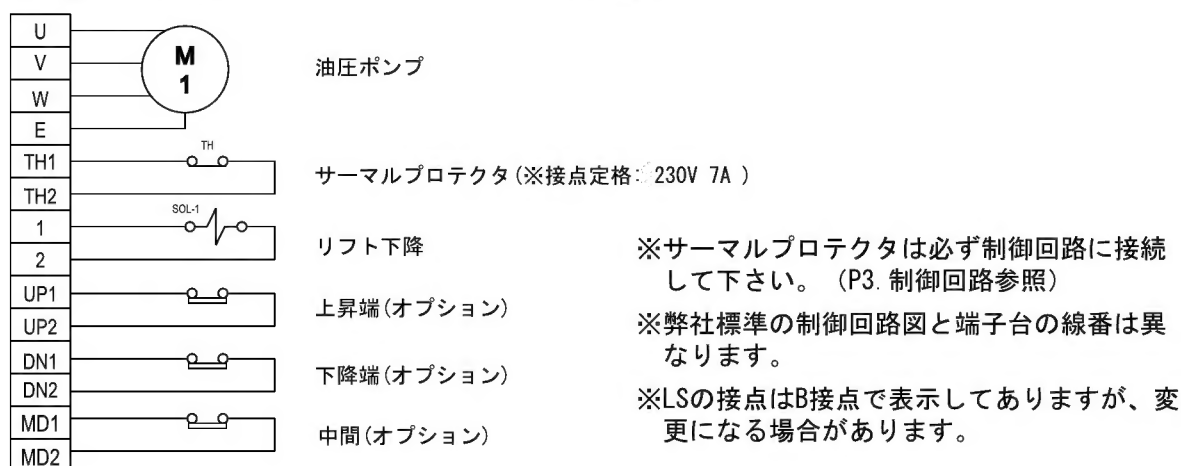 U
V
W
E
TH1
TH2
1
2
UP1
UP2
DN1
DN2
MD1
MD2
M
1
TH
SOL-1
油圧ポンプ
サーマルプロテクタ(※接点定格: 230V 7A )
リフト下降
上昇端(オプション)
下降端(オプション)
中間(オプション)
※サーマルプロテクタは必ず制御回路に接続
して下さい。 (P3. 制御回路参照)
※弊社標準の制御回路図と端子台の線番は異
なります。
※LSの接点はB接点で表示してありますが、変
更になる場合があります。